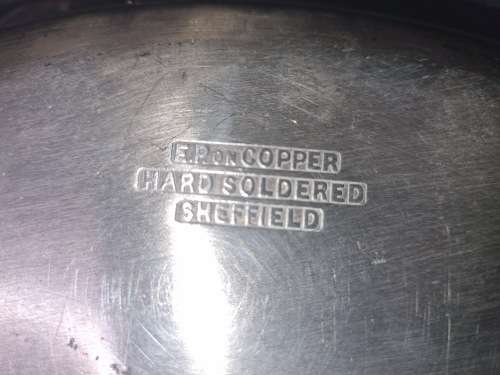 E.P. ON COPPER
HARD SOLDERED
SHEFFIELD